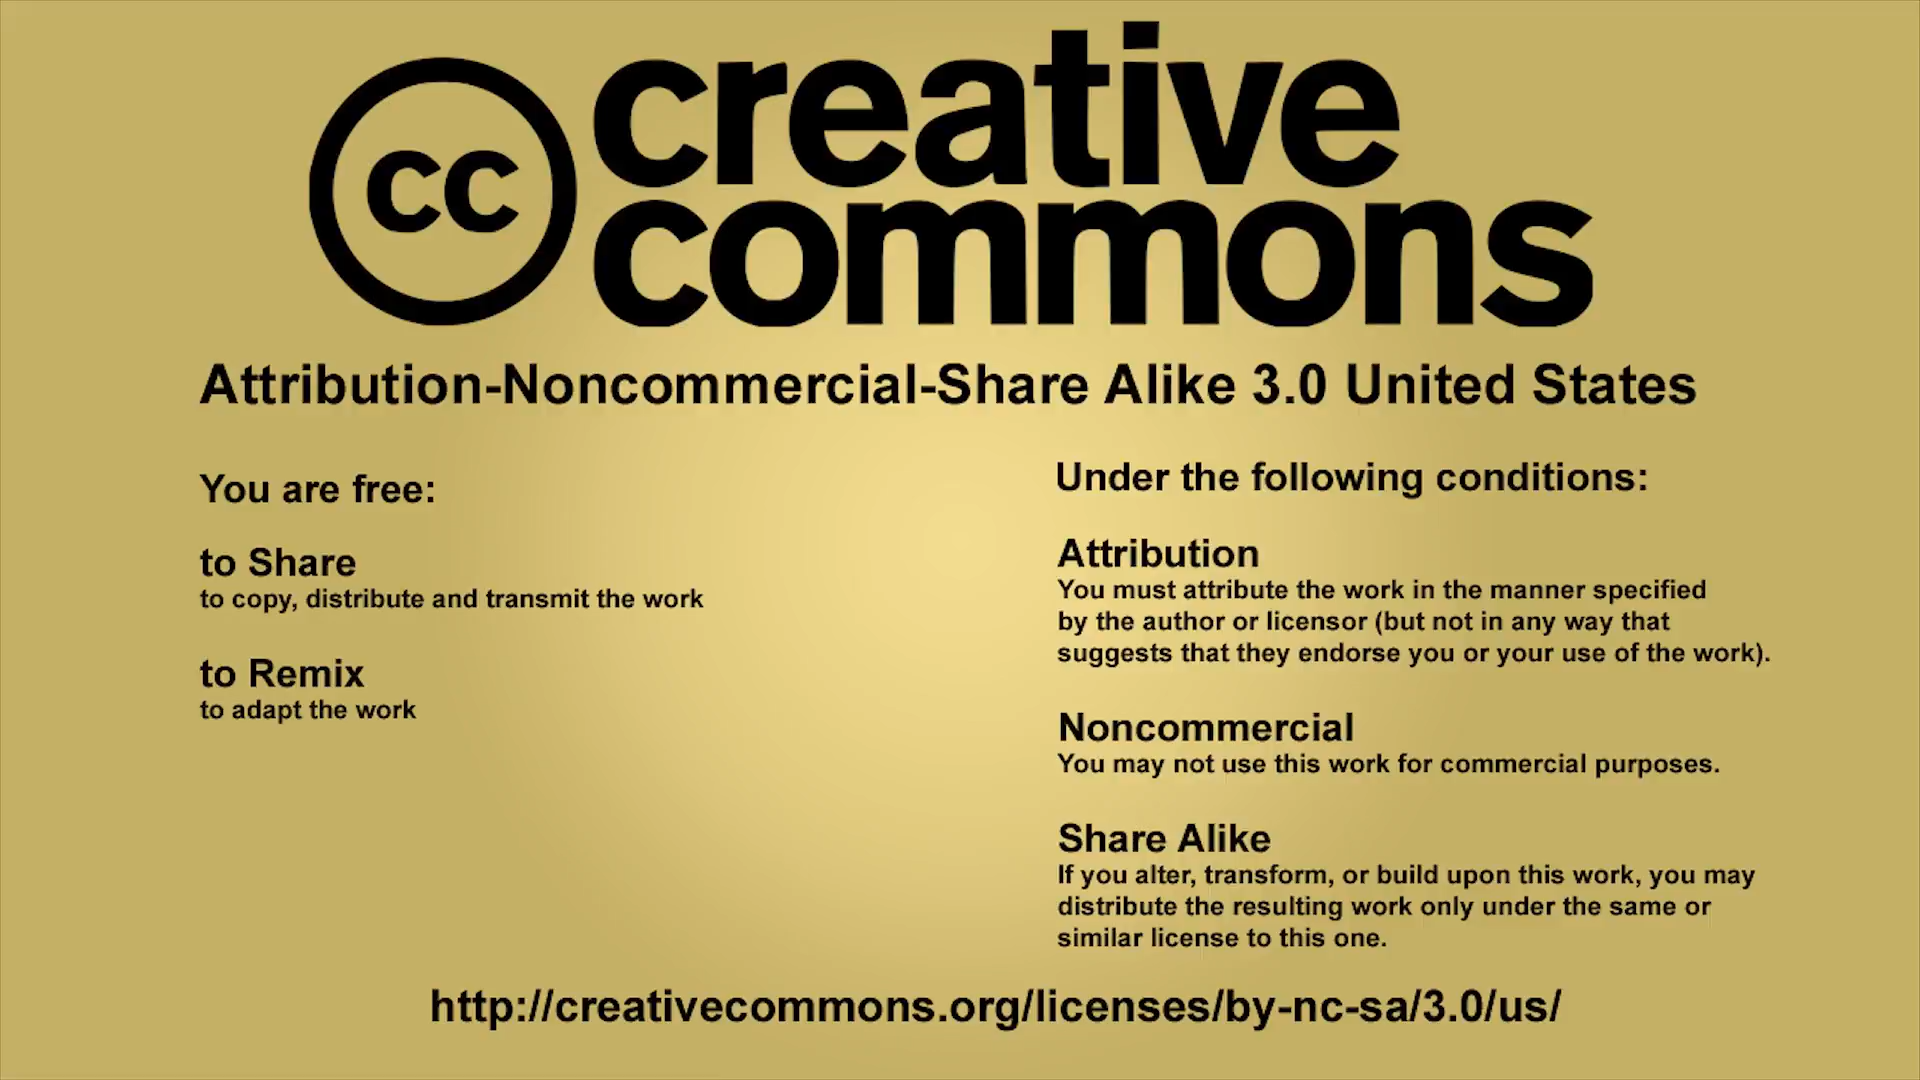 cc creative
commons
Attribution-Noncommercial-Share Alike 3.0 United States
You are free:
to Share
to copy, distribute and transmit the work
to Remix
to adapt the work
Under the following conditions:
Attribution
You must attribute the work in the manner specified
by the author or licensor (but not in any way that
suggests that they endorse you or your use of the work).
Noncommercial
You may not use this work for commercial purposes.
Share Alike
If you alter, transform, or build upon this work, you may
distribute the resulting work only under the same or
similar license to this one.
http://creativecommons.org/licenses/by-nc-sa/3.0/us/